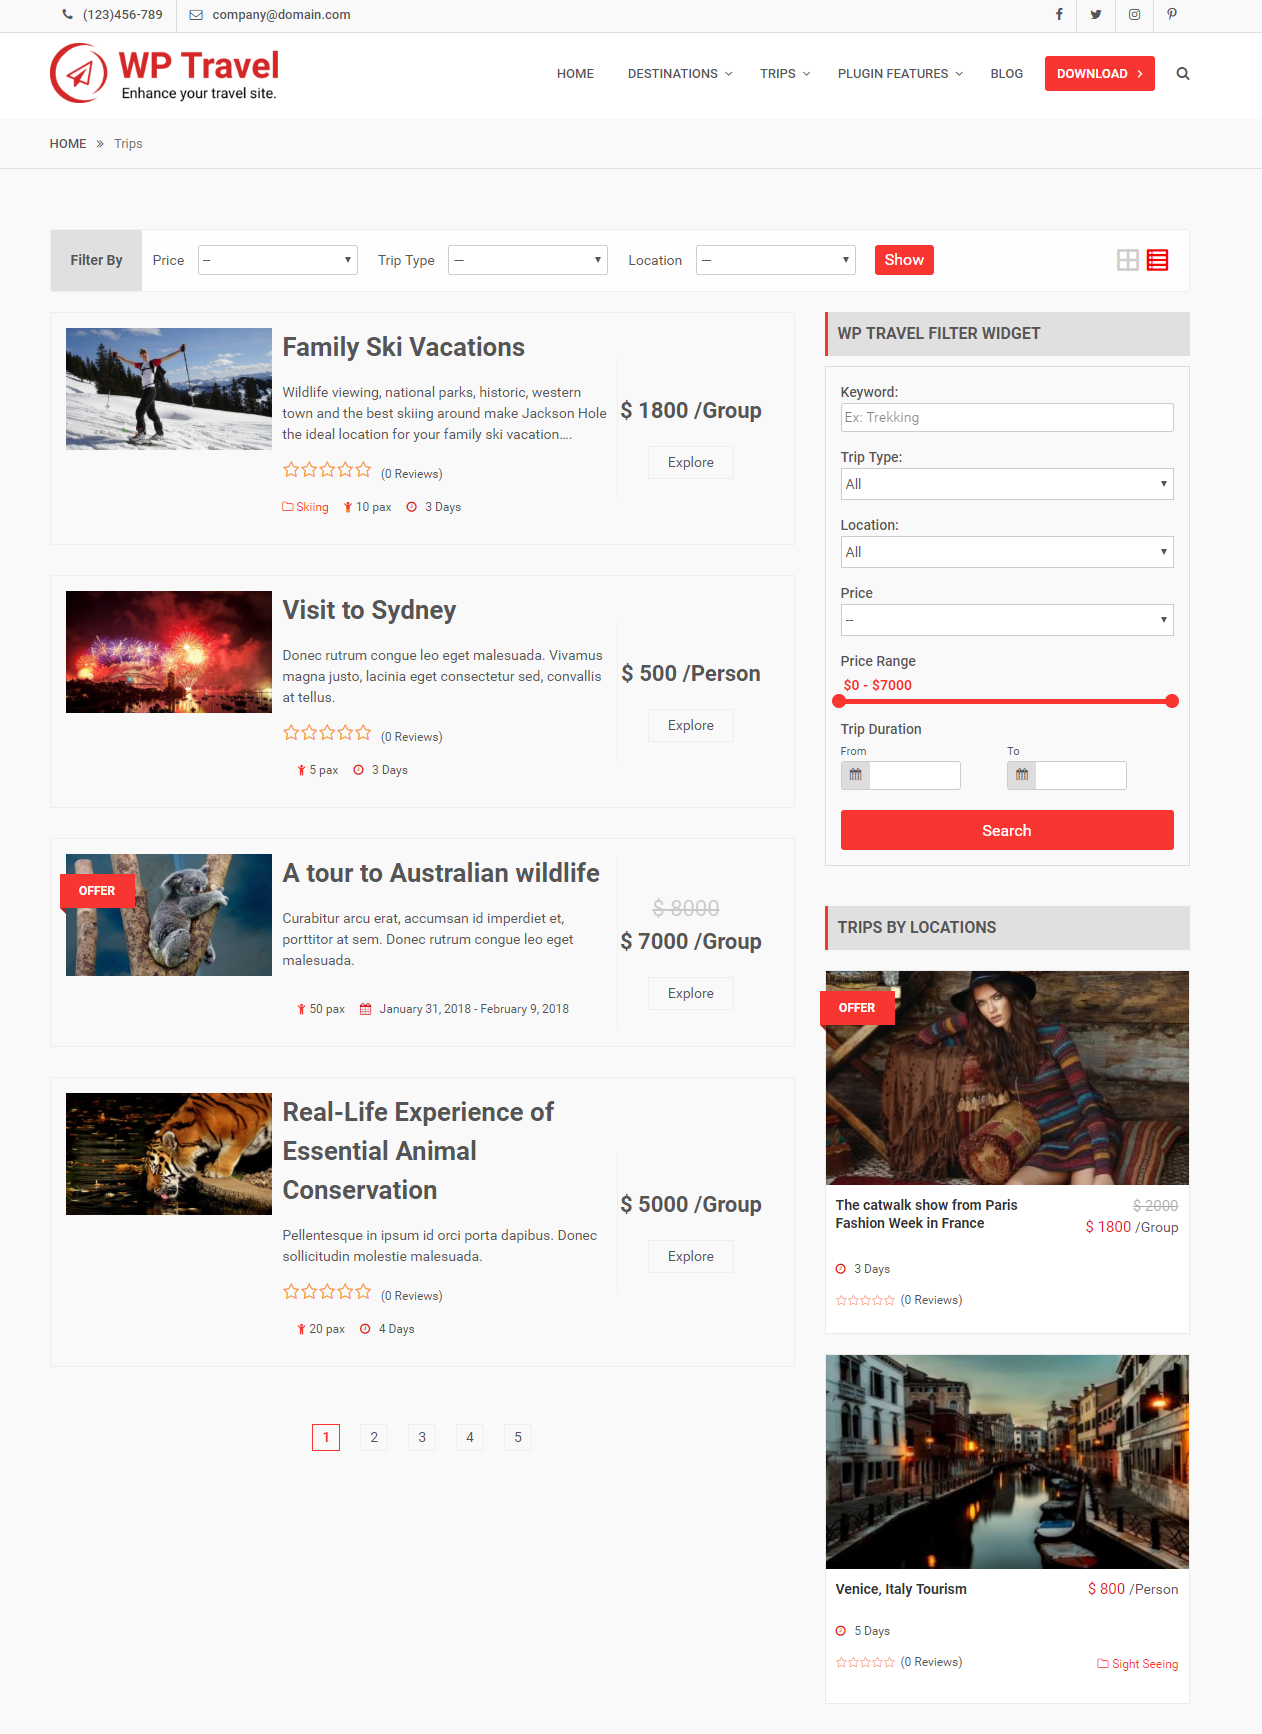 (123)456-789
company@domain.com
WP Travel
Enhance your travel site.
HOME
DESTINATIONS
TRIPS
PLUGIN FEATURES
BLOG
DOWNLOAD
HOME » Trips
Filter By
Price
--
Trip Type
—
Location
—
Show
Family Ski Vacations
Wildlife viewing, national parks, historic, western
town and the best skiing around make Jackson Hole
the ideal location for your family ski vacation....
(0 Reviews)
Skiing
10 pax
3 Days
$ 1800 /Group
Explore
Visit to Sydney
Donec rutrum congue leo eget malesuada. Vivamus
magna justo, lacinia eget consectetur sed, convallis
at tellus.
(0 Reviews)
5 pax
3 Days
$ 500 /Person
Explore
OFFER
A tour to Australian wildlife
Curabitur arcu erat, accumsan id imperdiet et,
porttitor at sem. Donec rutrum congue leo eget
malesuada.
50 pax
January 31, 2018 - February 9, 2018
$ 8000
$ 7000 /Group
Explore
Real-Life Experience of
Essential Animal
Conservation
Pellentesque in ipsum id orci porta dapibus. Donec
sollicitudin molestie malesuada.
(0 Reviews)
20 pax
4 Days
$ 5000 /Group
Explore
1
2
3
4
5
WP TRAVEL FILTER WIDGET
Keyword:
Ex: Trekking
Trip Type:
All
Location:
All
Price
--
Price Range
$0 - $7000
Trip Duration
From
To
Search
TRIPS BY LOCATIONS
OFFER
The catwalk show from Paris
Fashion Week in France
$ 2000
$ 1800 /Group
3 Days
(0 Reviews)
Venice, Italy Tourism
$ 800 /Person
5 Days
(0 Reviews)
Sight Seeing